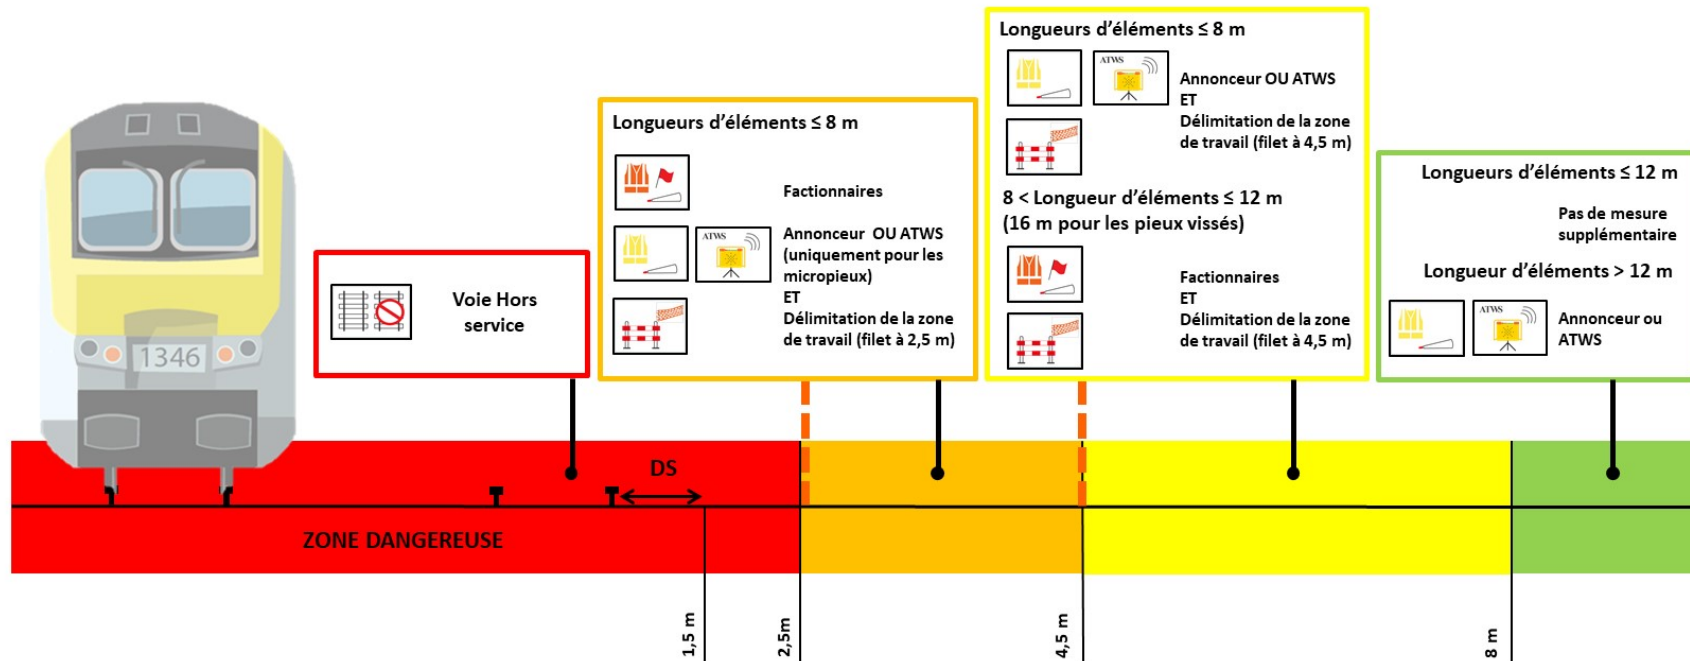 Longueurs d'éléments ≤ 8 m
ATWS
Annonceur OU ATWS
ET
Délimitation de la zone
de travail (filet à 4,5 m)
8 < Longueur d'éléments ≤ 12 m
(16 m pour les pieux vissés)
Factionnaires
ET
Délimitation de la zone
de travail (filet à 4,5 m)
Longueurs d'éléments ≤ 8 m
Factionnaires
ATWS
Annonceur OU ATWS
(uniquement pour les
micropieux)
ET
Délimitation de la zone
de travail (filet à 2,5 m)
Longueurs d'éléments ≤ 12 m
Pas de mesure
supplémentaire
Longueur d'éléments > 12 m
ATWS
Annonceur ou
ATWS
Voie Hors
service
1346
DS
ZONE DANGEREUSE
1,5 m
2,5m
4,5 m
8 m